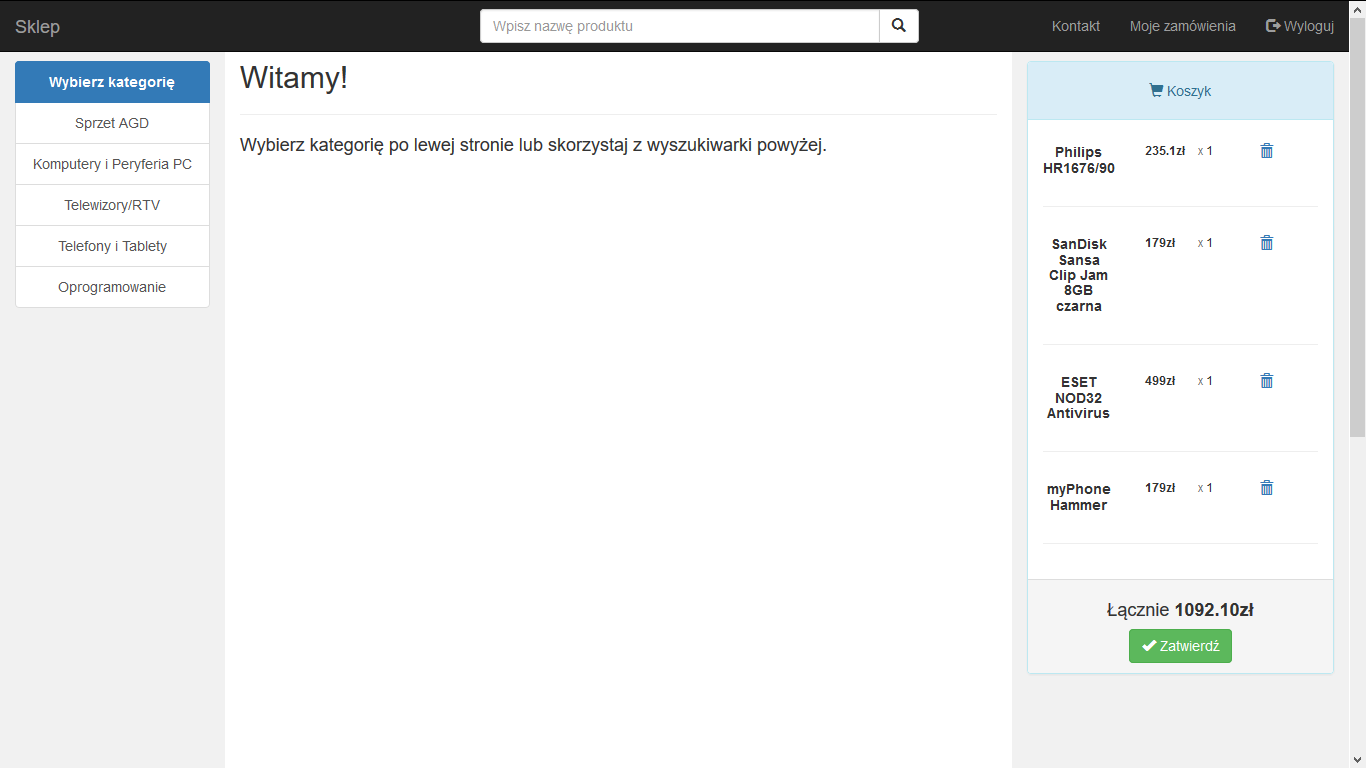 Sklep
Wpisz nazwę produktu
Kontakt
Moje zamówienia
Wyloguj
Wybierz kategorię
Sprzet AGD
Komputery i Peryferia PC
Telewizory/RTV
Telefony i Tablety
Oprogramowanie
Witamy!
Wybierz kategorię po lewej stronie lub skorzystaj z wyszukiwarki powyżej.
Koszyk
Philips 235.1zł x 1
HR1676/90
SanDisk 179zł x 1
Sansa
Clip Jam
8GB
czarna
ESET 499zł x 1
NOD32
Antivirus
myPhone 179zł x 1
Hammer
Łącznie 1092.10zł
Zatwierdź